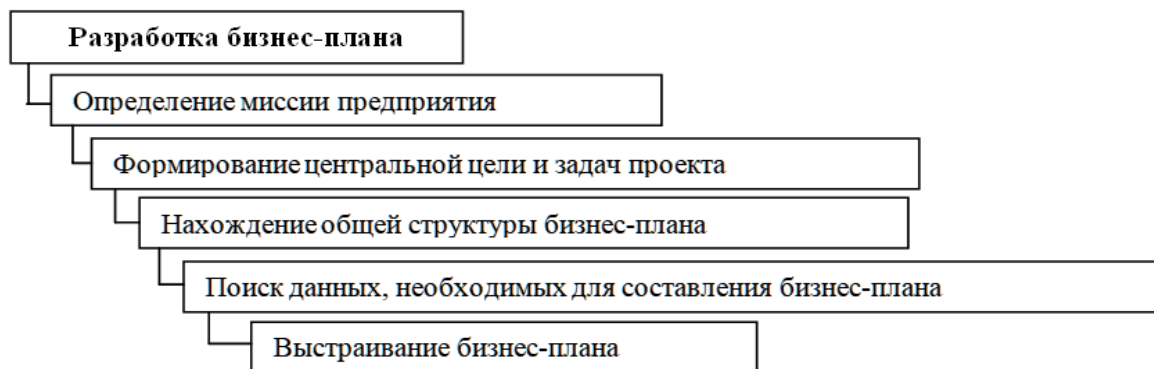 Разработка бизнес-плана
Определение миссии предприятия
Формирование центральной цели и задач проекта
Нахождение общей структуры бизнес-плана
Поиск данных, необходимых для составления бизнес-плана
Выстраивание бизнес-плана